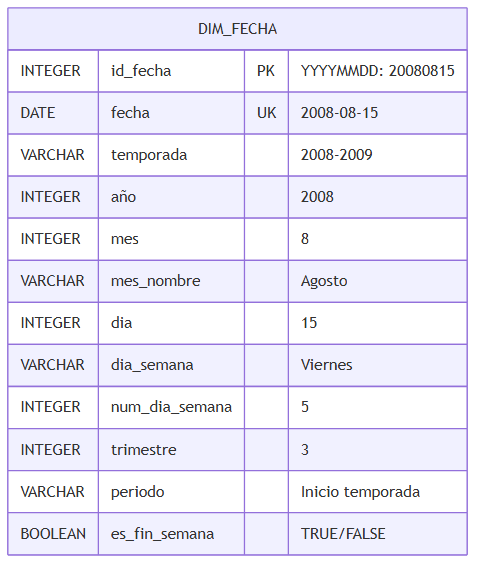 DIM_FECHA
INTEGER id_fecha PK YYYYMMDD: 20080815
DATE fecha UK 2008-08-15
VARCHAR temporada 2008-2009
INTEGER año 2008
INTEGER mes 8
VARCHAR mes_nombre Agosto
INTEGER dia 15
VARCHAR dia_semana Viernes
INTEGER num_dia_semana 5
INTEGER trimestre 3
VARCHAR periodo Inicio temporada
BOOLEAN es_fin_semana TRUE/FALSE